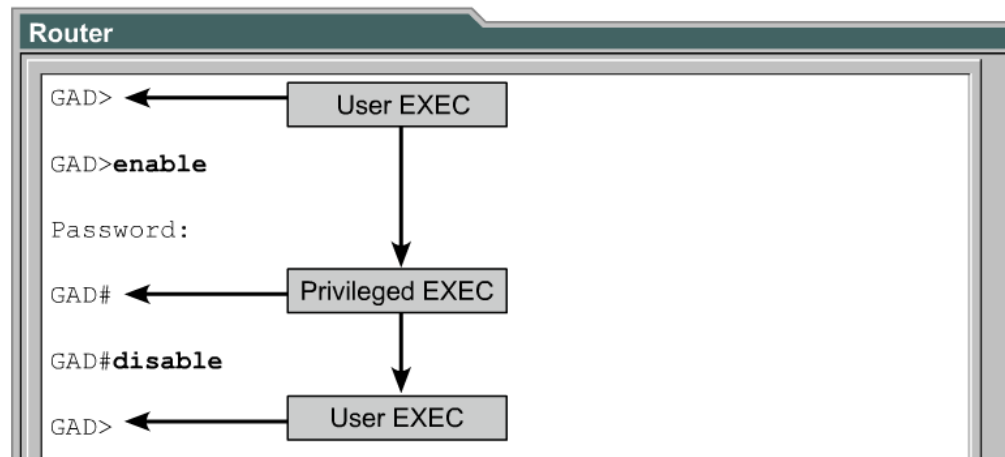 Router
GAD> User EXEC
GAD>enable
Password:
GAD# Privileged EXEC
GAD#disable
GAD> User EXEC